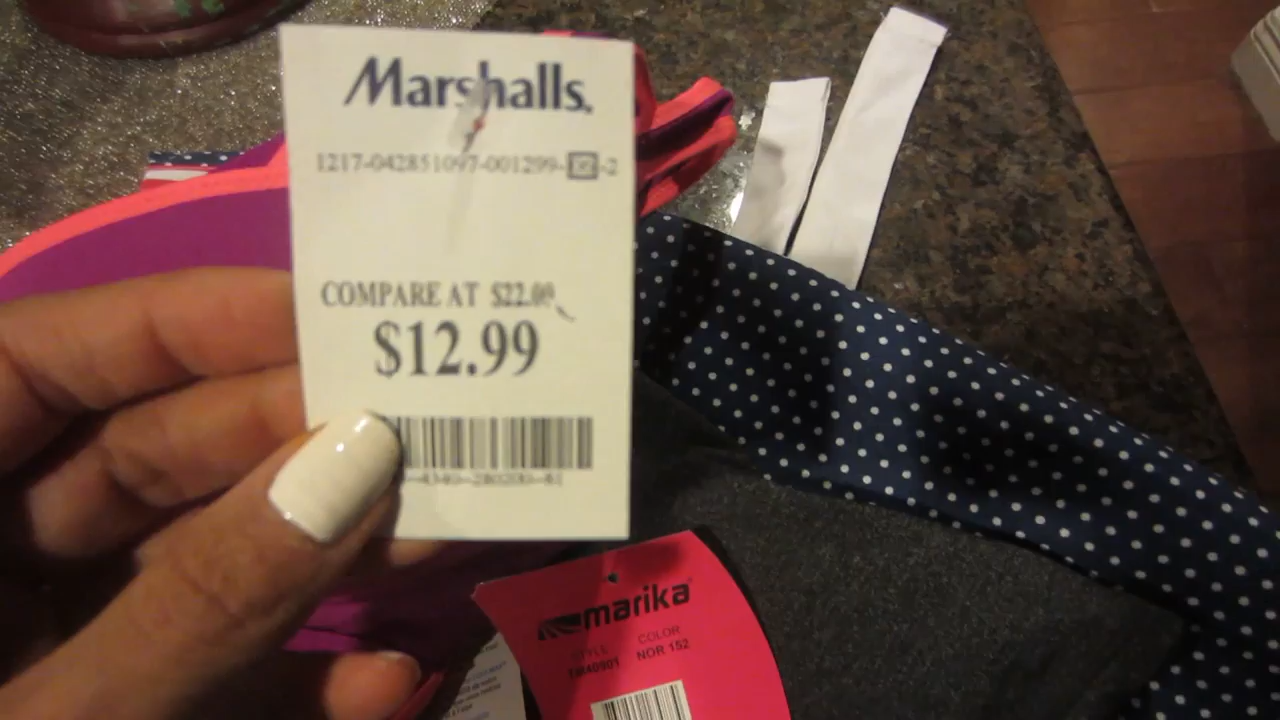 Marshalls.
1217-042851097-001299-
-2
COMPARE AT $22.00
$12.99
marika
STYLE COLOR
NOR 152